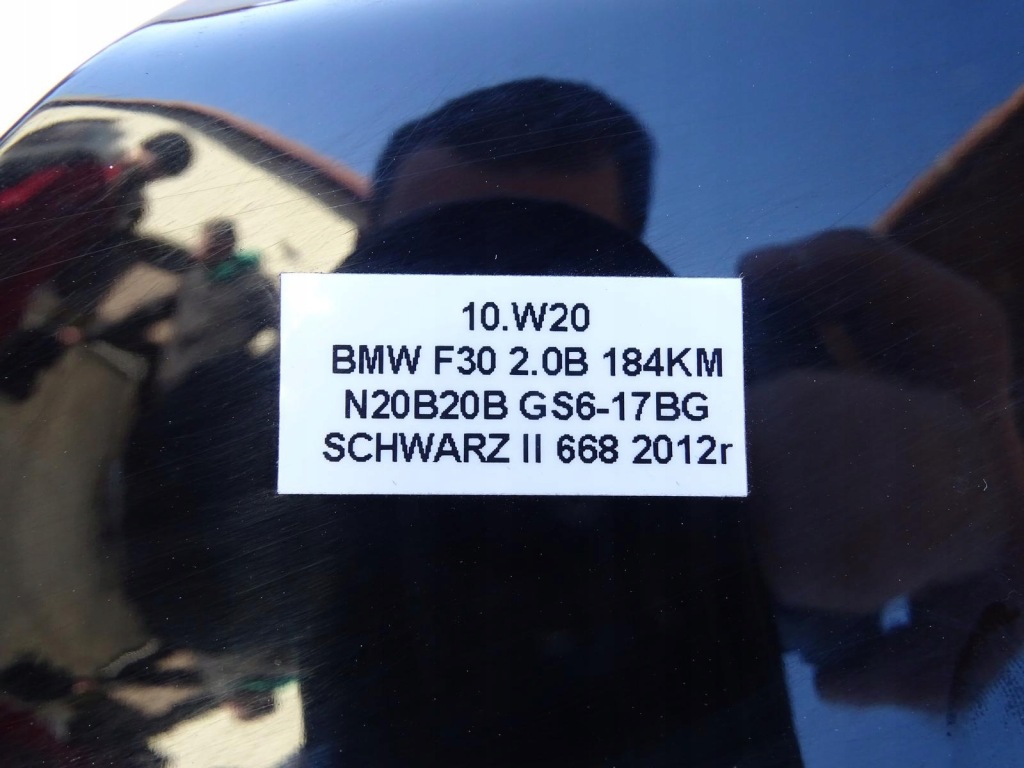 10.W20
BMW F30 2.0B 184KM
N20B20B GS6-17BG
SCHWARZ II 668 2012r